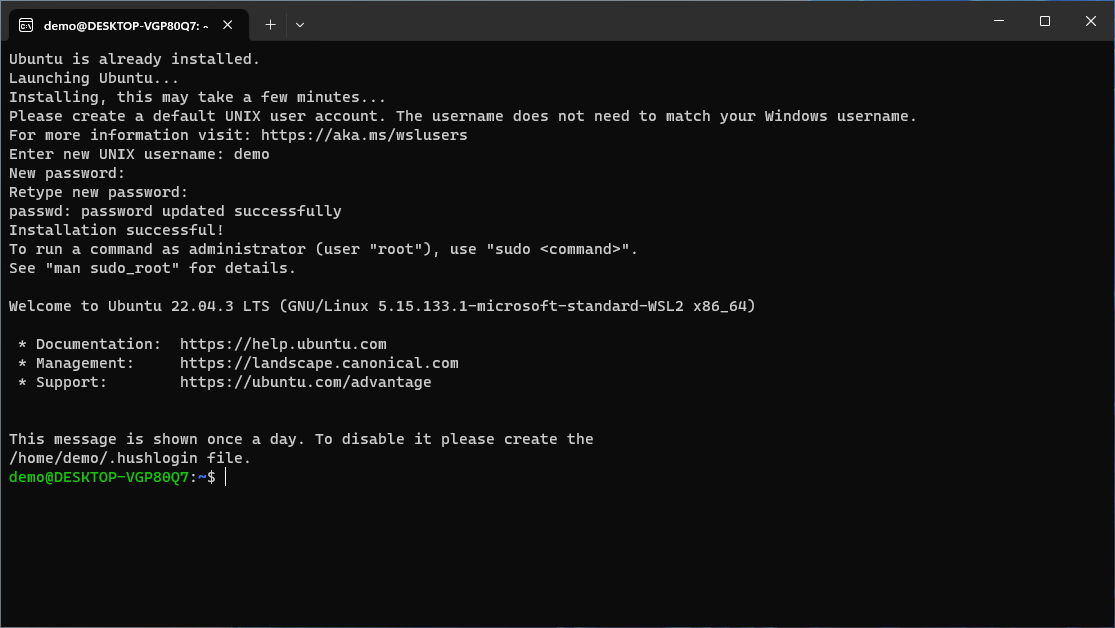 demo@DESKTOP-VGP80Q7: ~
Ubuntu is already installed.
Launching Ubuntu...
Installing, this may take a few minutes...
Please create a default UNIX user account. The username does not need to match your Windows username.
For more information visit: https://aka.ms/wslusers
Enter new UNIX username: demo
New password:
Retype new password:
passwd: password updated successfully
Installation successful!
To run a command as administrator (user "root"), use "sudo <command>".
See "man sudo_root" for details.
Welcome to Ubuntu 22.04.3 LTS (GNU/Linux 5.15.133.1-microsoft-standard-WSL2 x86_64)
* Documentation:  https://help.ubuntu.com
* Management:     https://landscape.canonical.com
* Support:        https://ubuntu.com/advantage
This message is shown once a day. To disable it please create the
/home/demo/.hushlogin file.
demo@DESKTOP-VGP80Q7:~$